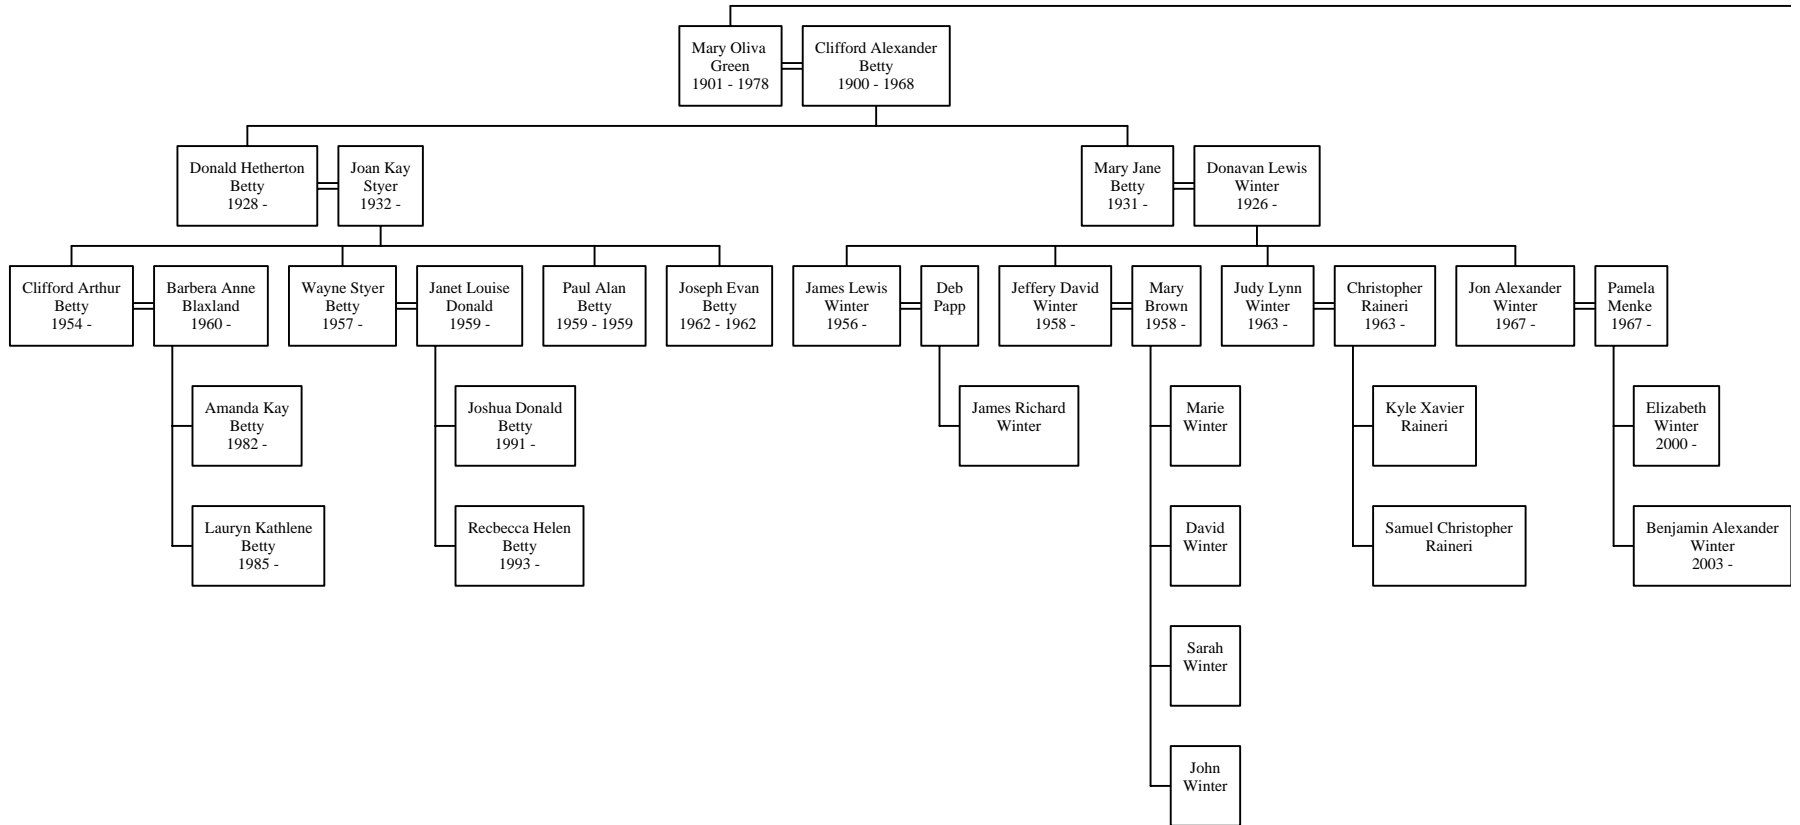 Mary Oliva
Green
1901 - 1978
Clifford Alexander
Betty
1900 - 1968
Donald Hetherton
Betty
1928 -
Joan Kay
Styer
1932 -
Mary Jane
Betty
1931 -
Donavan Lewis
Winter
1926 -
Clifford Arthur
Betty
1954 -
Barbera Anne
Blaxland
1960 -
Wayne Styer
Betty
1957 -
Janet Louise
Donald
1959 -
Paul Alan
Betty
1959 - 1959
Joseph Evan
Betty
1962 - 1962
James Lewis
Winter
1956 -
Deb
Papp
Jeffery David
Winter
1958 -
Mary
Brown
1958 -
Judy Lynn
Winter
1963 -
Christopher
Raineri
1963 -
Jon Alexander
Winter
1967 -
Pamela
Menke
1967 -
Amanda Kay
Betty
1982 -
Joshua Donald
Betty
1991 -
James Richard
Winter
Marie
Winter
Kyle Xavier
Raineri
Elizabeth
Winter
2000 -
Lauryn Kathlene
Betty
1985 -
Recbecca Helen
Betty
1993 -
David
Winter
Samuel Christopher
Raineri
Benjamin Alexander
Winter
2003 -
Sarah
Winter
John
Winter